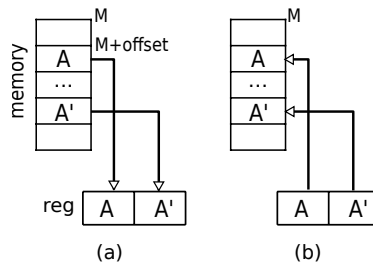 M
M+offset
memory
A
...
A'
reg
A A'
(a)
M
A
...
A'
A A'
(b)